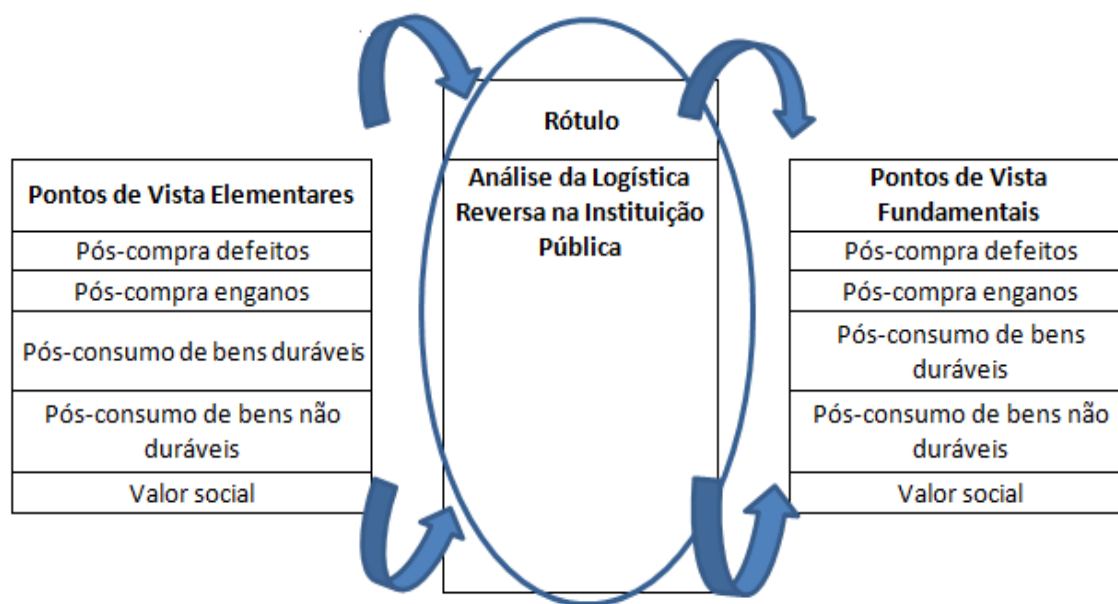 Pontos de Vista Elementares
Pós-compra defeitos
Pós-compra enganos
Pós-consumo de bens duráveis
Pós-consumo de bens não
duráveis
Valor social
Rótulo
Análise da Logística
Reversa na Instituição
Pública
Pontos de Vista
Fundamentais
Pós-compra defeitos
Pós-compra enganos
Pós-consumo de bens
duráveis
Pós-consumo de bens não
duráveis
Valor social